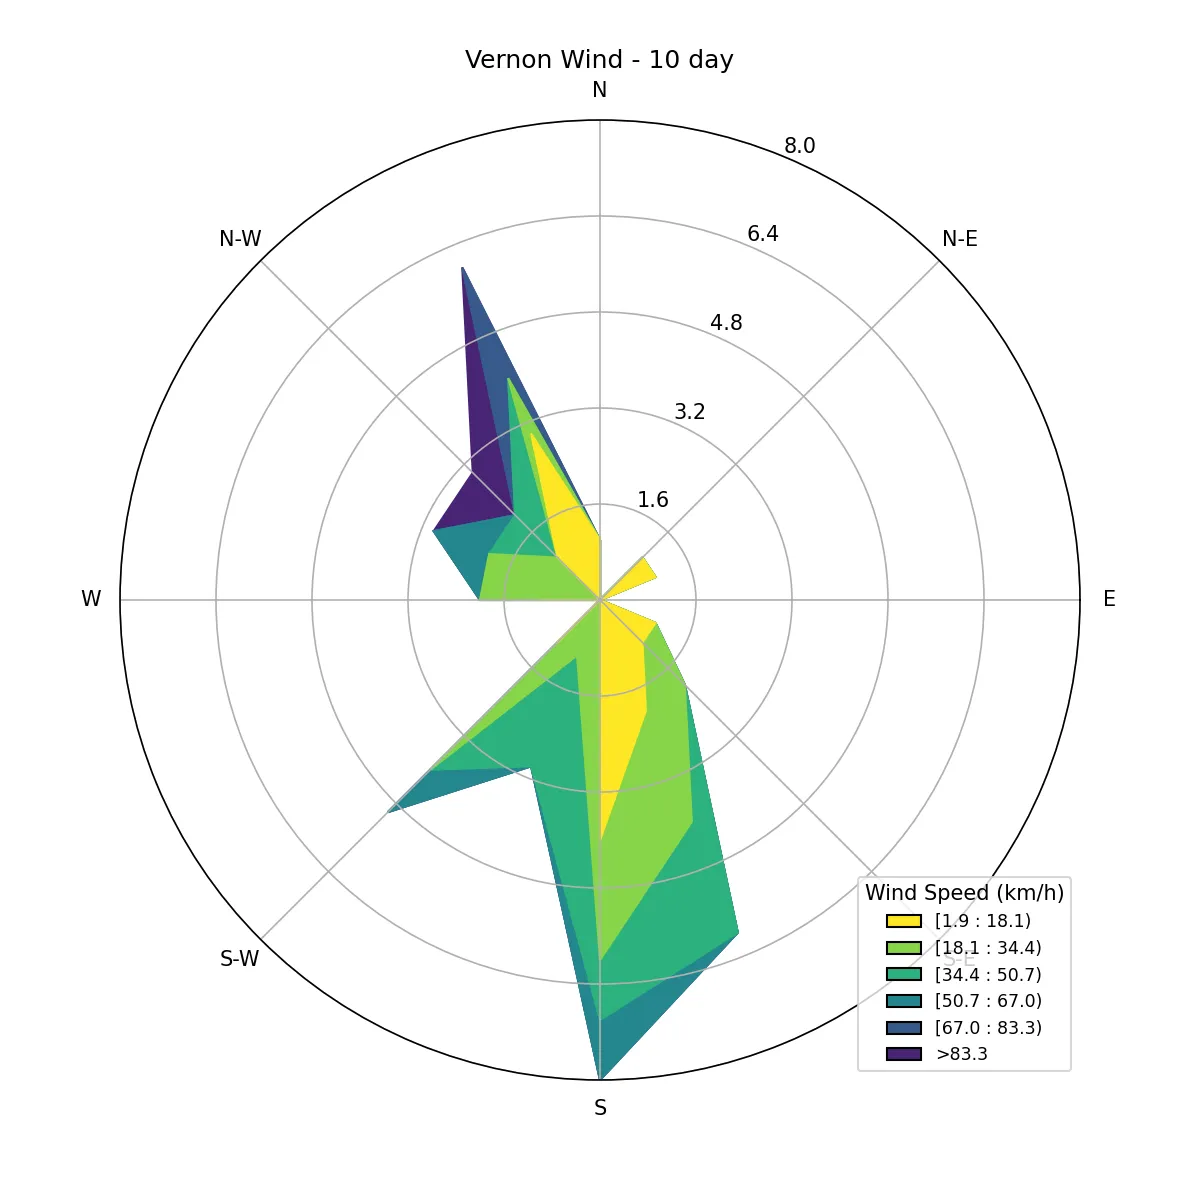 Vernon Wind - 10 day
N
8.0
N-W
6.4
N-E
4.8
3.2
1.6
W
E
S-W
S-E
S
Wind Speed (km/h)
[1.9 : 18.1)
[18.1 : 34.4)
[34.4 : 50.7)
[50.7 : 67.0)
[67.0 : 83.3)
>83.3